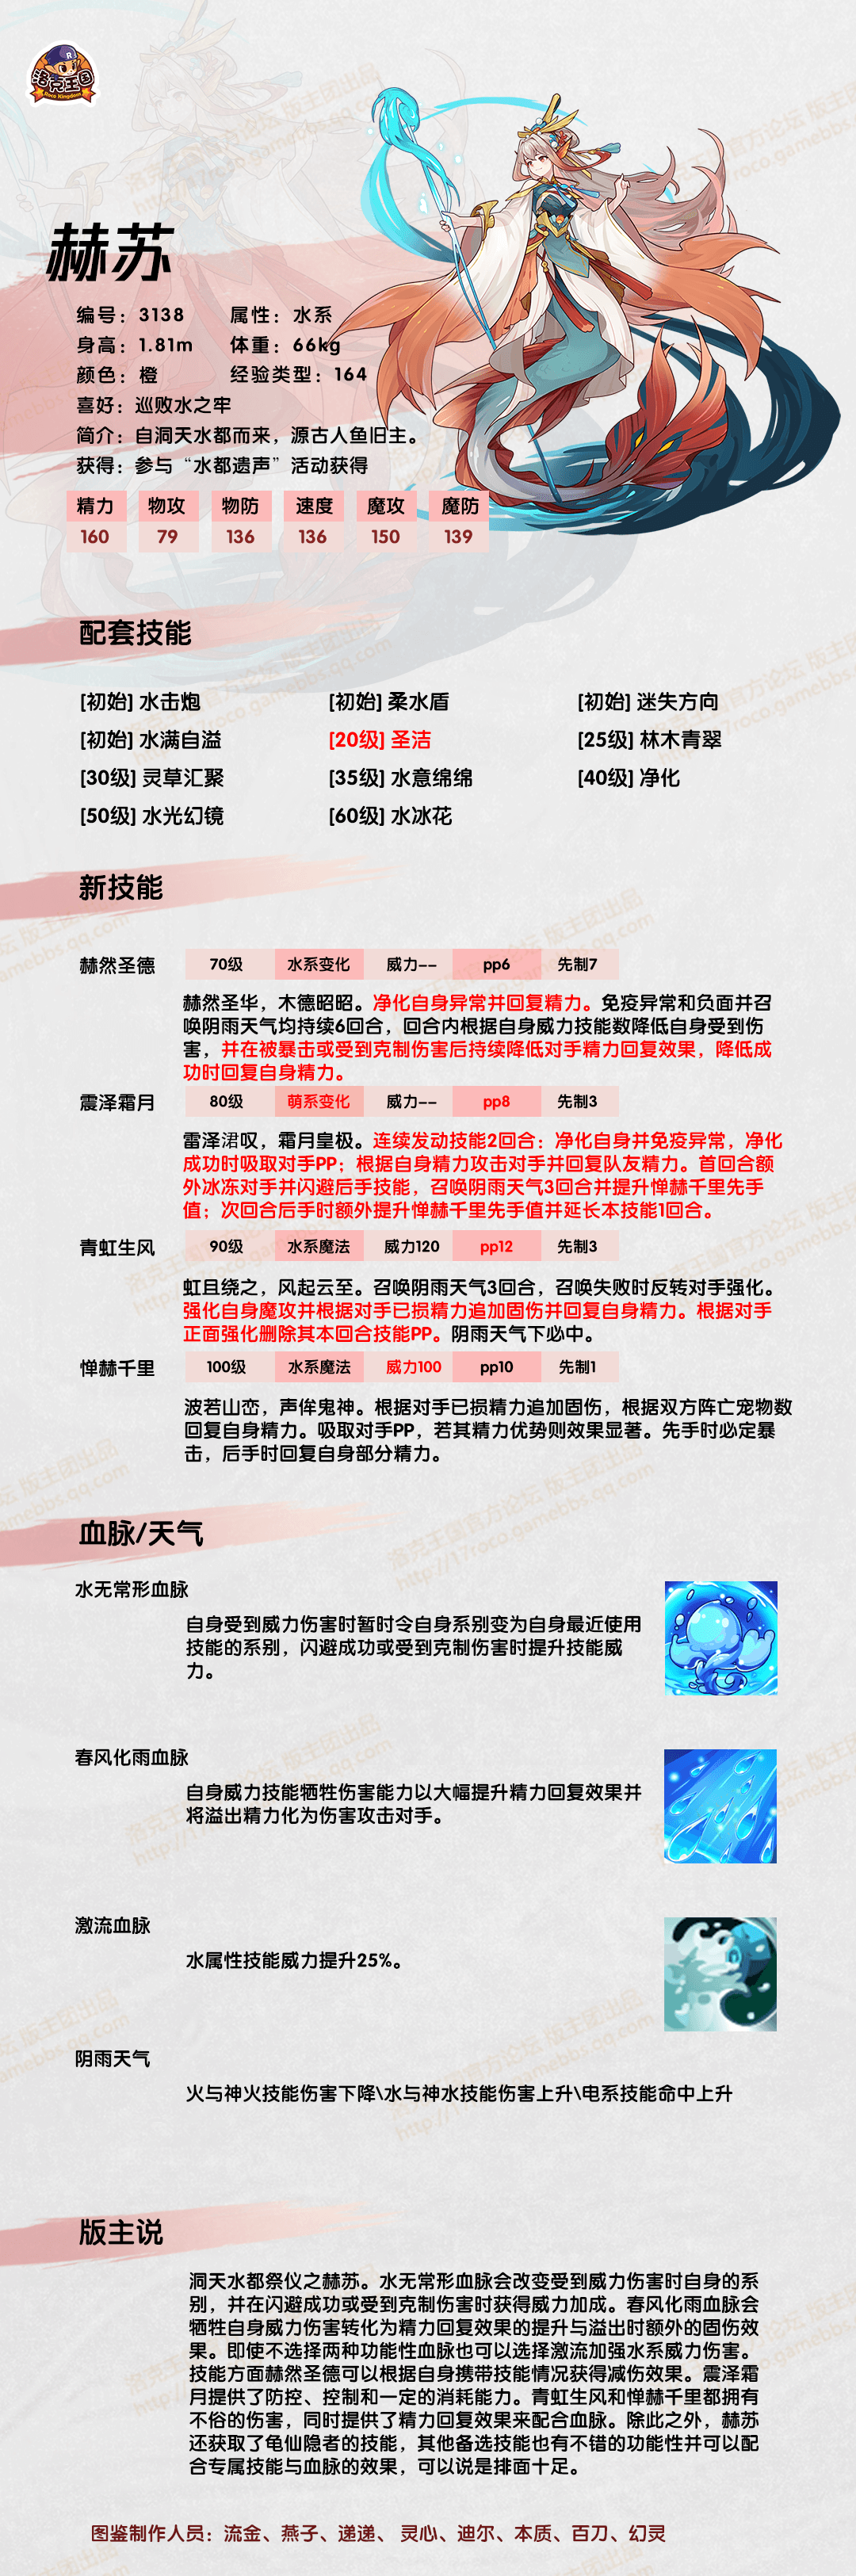 洛克王国
Roco Kingdom
赫苏
编号：3138 属性：水系
身高：1.81m 体重：66kg
颜色：橙 经验类型：164
喜好：巡败水之牢
简介：自洞天水都而来，源古人鱼旧主。
获得：参与“水都遗声”活动获得
精力 物攻 物防 速度 魔攻 魔防
160 79 136 136 150 139
配套技能
[初始] 水击炮 [初始] 柔水盾 [初始] 迷失方向
[初始] 水满自溢 [20级] 圣洁 [25级] 林木青翠
[30级] 灵草汇聚 [35级] 水意绵绵 [40级] 净化
[50级] 水光幻镜 [60级] 水冰花
新技能
赫然圣德 70级 水系变化 威力-- pp6 先制7
赫然圣华，木德昭昭。净化自身异常并回复精力。免疫异常和负面并召
唤阴雨天气均持续6回合，回合内根据自身威力技能数降低自身受到伤
害，并在被暴击或受到克制伤害后持续降低对手精力回复效果，降低成
功时回复自身精力。
震泽霜月 80级 萌系变化 威力-- pp8 先制3
雷泽涒叹，霜月皇极。连续发动技能2回合：净化自身并免疫异常，净化
成功时吸取对手PP；根据自身精力攻击对手并回复队友精力。首回合额
外冰冻对手并闪避后手技能，召唤阴雨天气3回合并提升惮赫千里先手
值；次回合后手时额外提升惮赫千里先手值并延长本技能1回合。
青虹生风 90级 水系魔法 威力120 pp12 先制3
虹且绕之，风起云至。召唤阴雨天气3回合，召唤失败时反转对手强化。
强化自身魔攻并根据对手已损精力追加固伤并回复自身精力。根据对手
正面强化删除其本回合技能PP。阴雨天气下必中。
惮赫千里 100级 水系魔法 威力100 pp10 先制1
波若山峦，声侔鬼神。根据对手已损精力追加固伤，根据双方阵亡宠物数
回复自身精力。吸取对手PP，若其精力优势则效果显著。先手时必定暴
击，后手时回复自身部分精力。
血脉/天气
水无常形血脉
自身受到威力伤害时暂时令自身系别变为自身最近使用
技能的系别，闪避成功或受到克制伤害时提升技能威
力。
春风化雨血脉
自身威力技能牺牲伤害能力以大幅提升精力回复效果并
将溢出精力化为伤害攻击对手。
激流血脉
水属性技能威力提升25%。
阴雨天气
火与神火技能伤害下降\水与神水技能伤害上升\电系技能命中上升
版主说
洞天水都祭仪之赫苏。水无常形血脉会改变受到威力伤害时自身的系
别，并在闪避成功或受到克制伤害时获得威力加成。春风化雨血脉会
牺牲自身威力伤害转化为精力回复效果的提升与溢出时额外的固伤效
果。即使不选择两种功能性血脉也可以选择激流加强水系威力伤害。
技能方面赫然圣德可以根据自身携带技能情况获得减伤效果。震泽霜
月提供了防控、控制和一定的消耗能力。青虹生风和惮赫千里都拥有
不俗的伤害，同时提供了精力回复效果来配合血脉。除此之外，赫苏
还获取了龟仙隐者的技能，其他备选技能也有不错的功能性并可以配
合专属技能与血脉的效果，可以说是排面十足。
图鉴制作人员：流金、燕子、递递、 灵心、迪尔、本质、百刀、幻灵